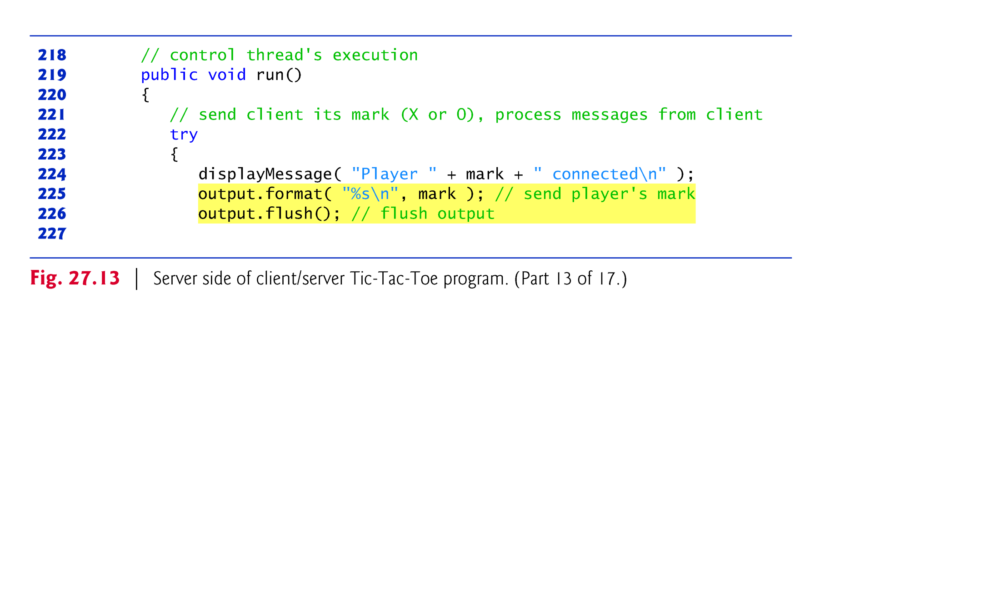 218 // control thread's execution
219 public void run()
220 {
221 // send client its mark (X or O), process messages from client
222 try
223 {
224 displayMessage( "Player " + mark + " connected\n" );
225 output.format( "%s\n", mark ); // send player's mark
226 output.flush(); // flush output
227
Fig. 27.13 | Server side of client/server Tic-Tac-Toe program. (Part 13 of 17.)